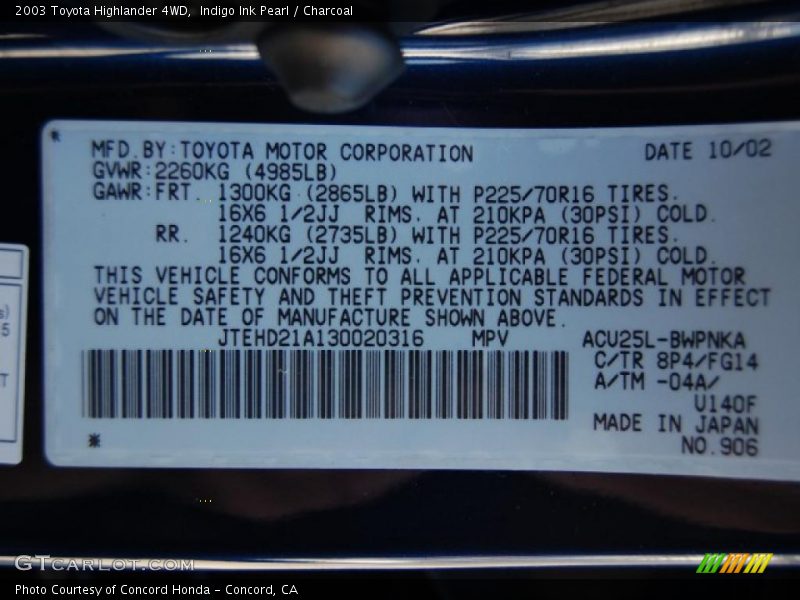 2003 Toyota Highlander 4WD, Indigo Ink Pearl / Charcoal
MFD.BY:TOYOTA MOTOR CORPORATION DATE 10/02
GVWR:2260KG (4985LB)
GAWR:FRT. 1300KG (2865LB) WITH P225/70R16 TIRES.
16X6 1/2JJ RIMS. AT 210KPA (30PSI) COLD.
RR. 1240KG (2735LB) WITH P225/70R16 TIRES.
16X6 1/2JJ RIMS. AT 210KPA (30PSI) COLD.
THIS VEHICLE CONFORMS TO ALL APPLICABLE FEDERAL MOTOR
VEHICLE SAFETY AND THEFT PREVENTION STANDARDS IN EFFECT
ON THE DATE OF MANUFACTURE SHOWN ABOVE.
JTEHD21A130020316 MPV ACU25L-BWPNKA
C/TR 8P4/FG14
A/TM -04A/
U140F
MADE IN JAPAN
NO.906
GTCARLOT.COM
Photo Courtesy of Concord Honda - Concord, CA